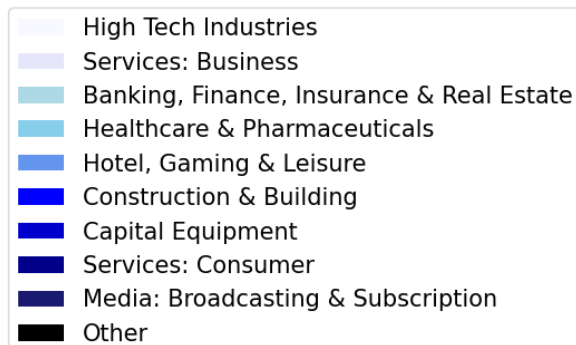 High Tech Industries
Services: Business
Banking, Finance, Insurance & Real Estate
Healthcare & Pharmaceuticals
Hotel, Gaming & Leisure
Construction & Building
Capital Equipment
Services: Consumer
Media: Broadcasting & Subscription
Other